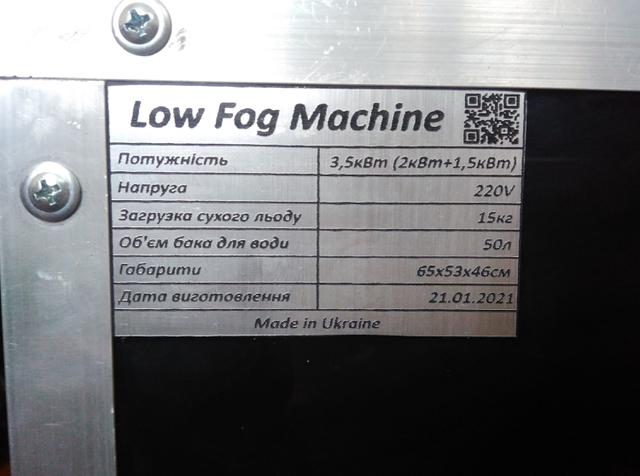 Low Fog Machine
Потужність 3,5кВт (2кВт+1,5кВт)
Напруга 220V
Загрузка сухого льоду 15кг
Об'єм бака для води 50л
Габарити 65х53х46см
Дата виготовлення 21.01.2021
Made in Ukraine